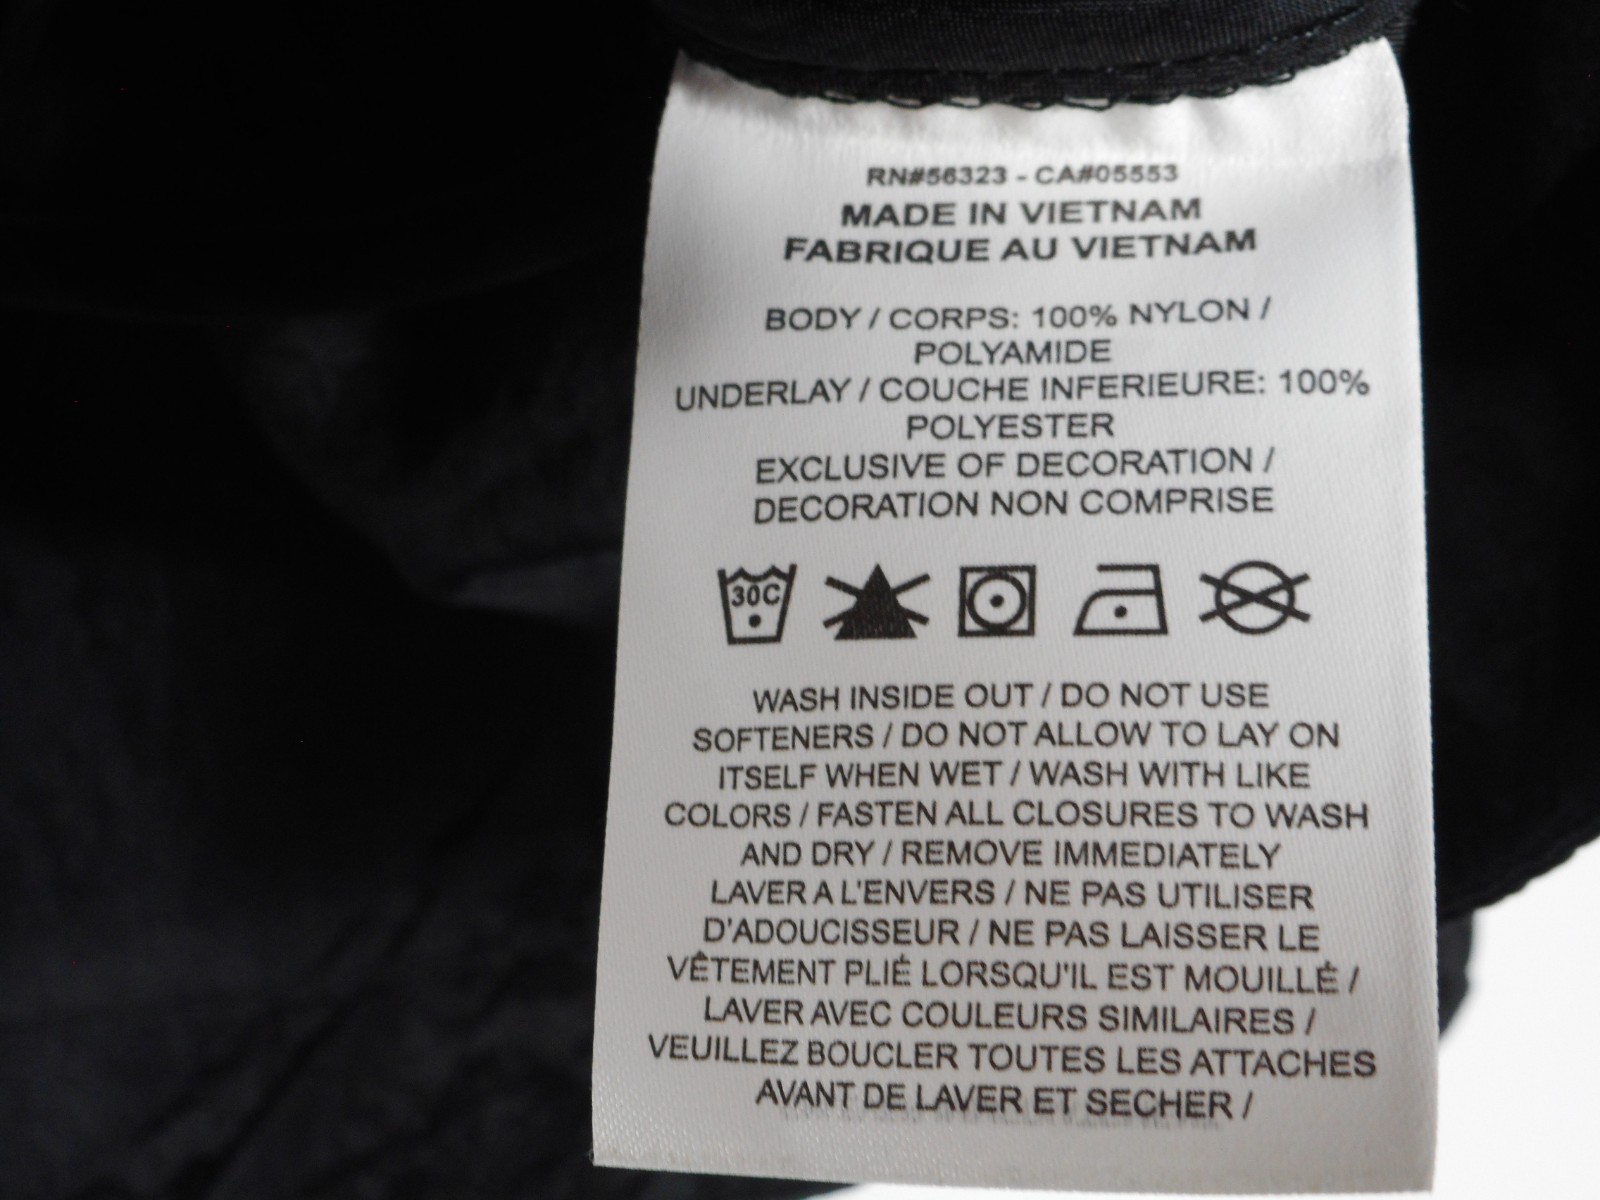 RN#56323 - CA#05553
MADE IN VIETNAM
FABRIQUE AU VIETNAM
BODY / CORPS: 100% NYLON /
POLYAMIDE
UNDERLAY / COUCHE INFERIEURE: 100%
POLYESTER
EXCLUSIVE OF DECORATION /
DECORATION NON COMPRISE
30C
WASH INSIDE OUT / DO NOT USE
SOFTENERS / DO NOT ALLOW TO LAY ON
ITSELF WHEN WET / WASH WITH LIKE
COLORS / FASTEN ALL CLOSURES TO WASH
AND DRY / REMOVE IMMEDIATELY
LAVER A L'ENVERS / NE PAS UTILISER
D'ADOUCISSEUR / NE PAS LAISSER LE
VÊTEMENT PLIÉ LORSQU'IL EST MOUILLÉ /
LAVER AVEC COULEURS SIMILAIRES /
VEUILLEZ BOUCLER TOUTES LES ATTACHES
AVANT DE LAVER ET SECHER /